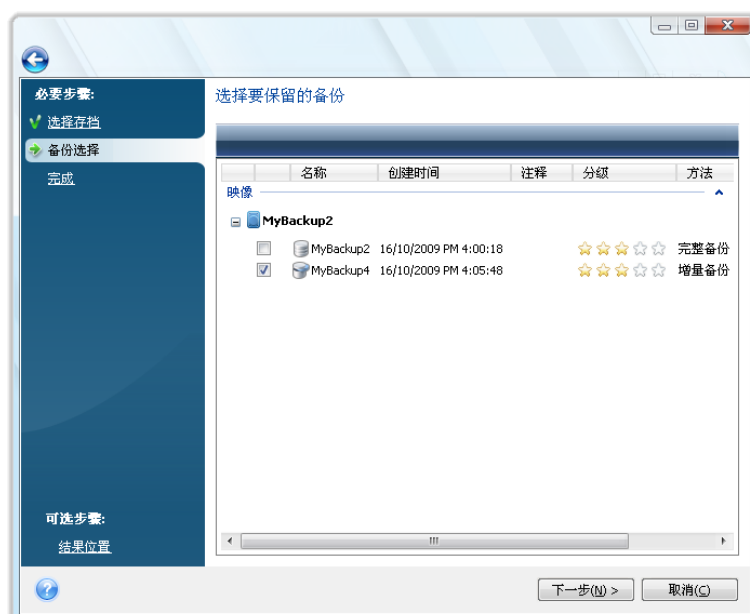 必要步骤:
选择存档
备份选择
完成
可选步骤:
结果位置
选择要保留的备份
名称 创建时间 注释 分级 方法
映像
MyBackup2
MyBackup2 16/10/2009 PM 4:00:18 完整备份
MyBackup4 16/10/2009 PM 4:05:48 增量备份
下一步(N) > 取消(C)